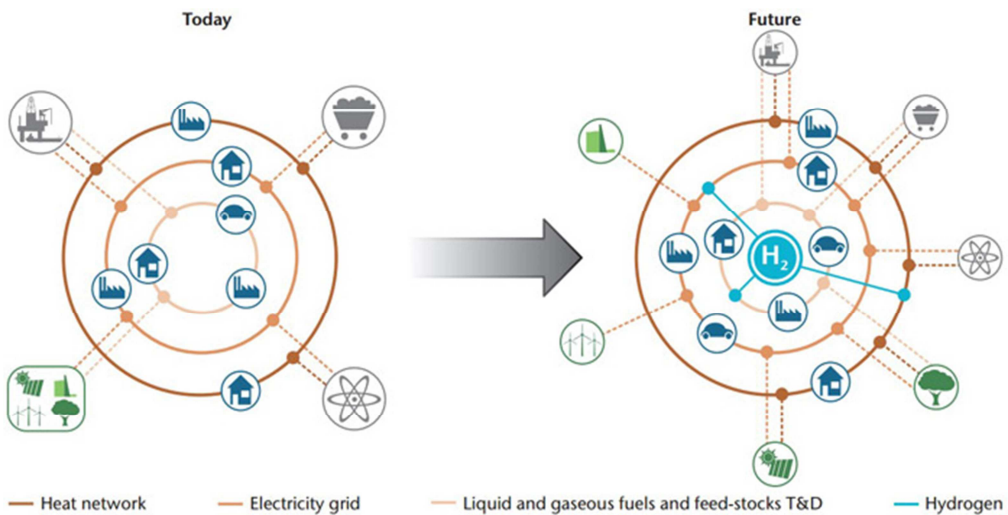 Today
Future
H₂
Heat network
Electricity grid
Liquid and gaseous fuels and feed-stocks T&D
Hydrogen